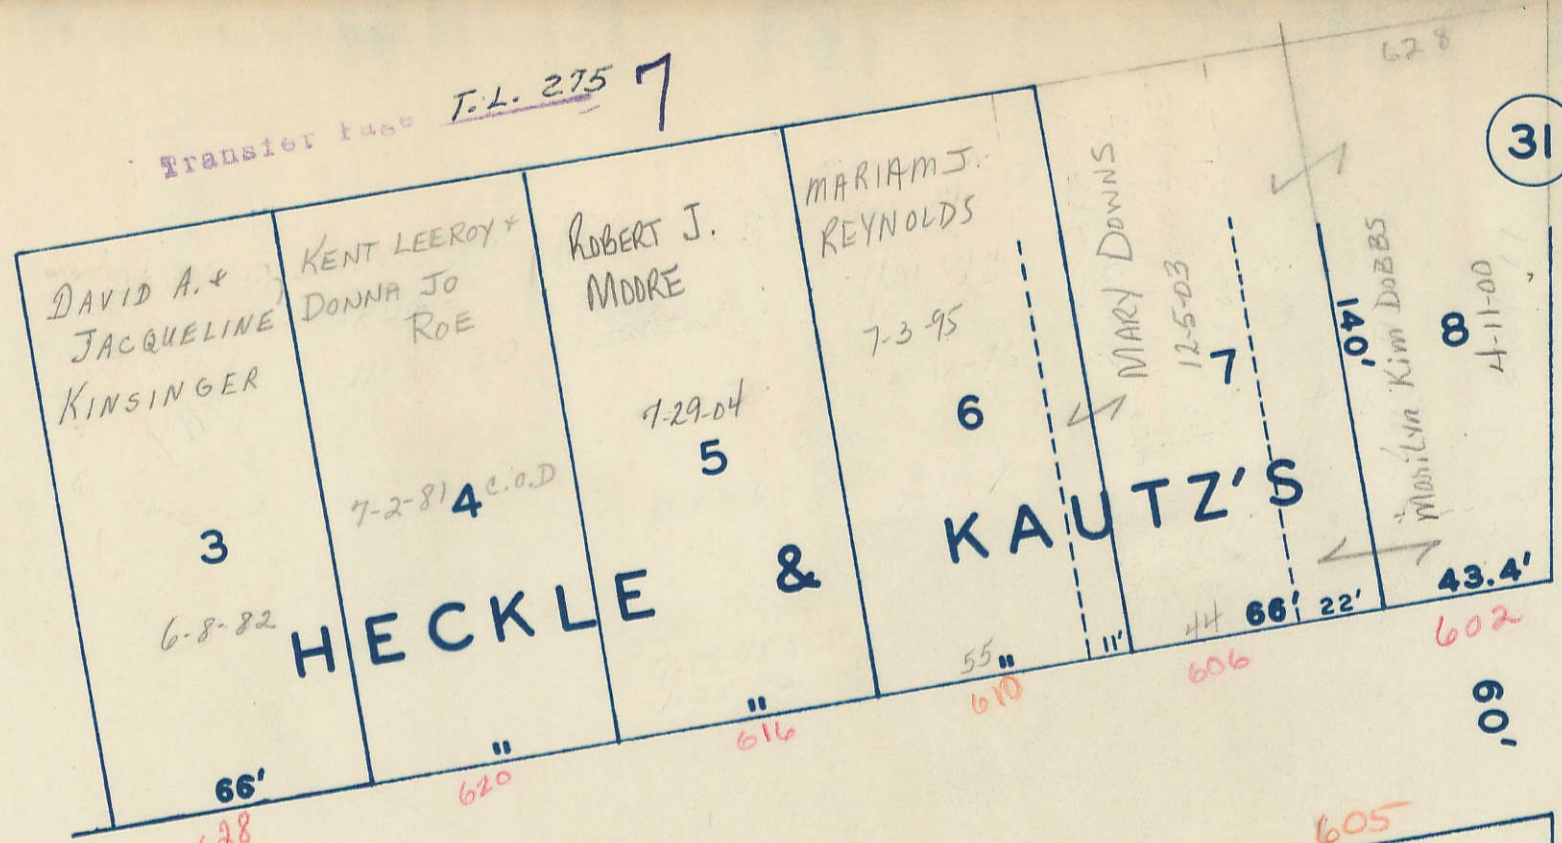 T.L. 275 7
Transfer
628
31
DAVID A. &
JACQUELINE
KINSINGER
3
6-8-82
66'
KENT LEEROY &
DONNA JO
ROE
7-2-81 4 C.O.D
"
620
ROBERT J.
MOORE
7-29-04
5
"
616
MARIAM J.
REYNOLDS
7-3-95
6
55 "
610
11'
MARY DOWNS
12-5-03
7
44 66' 22'
606
140'
Marilyn Kim DOBBS
8
4-11-00
43.4'
602
HECKLE & KAUTZ'S
60'
605